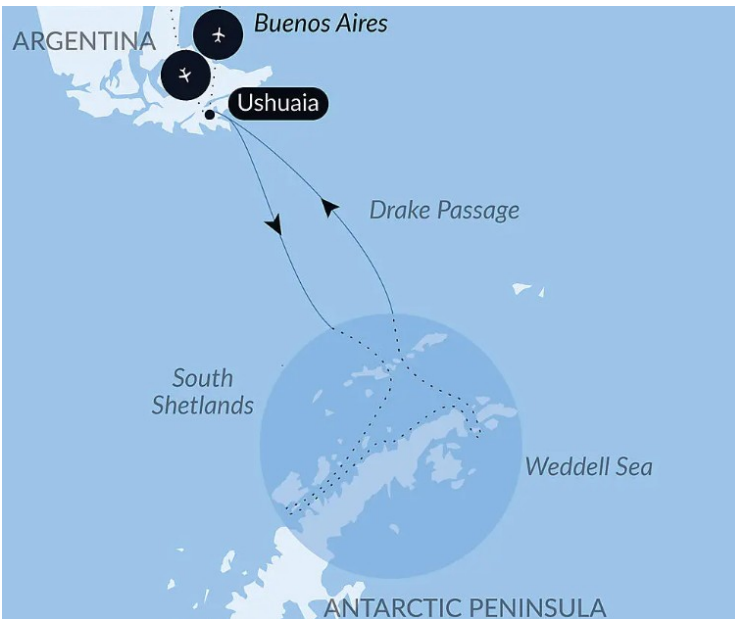 Buenos Aires
ARGENTINA
Ushuaia
Drake Passage
South
Shetlands
Weddell Sea
ANTARCTIC PENINSULA